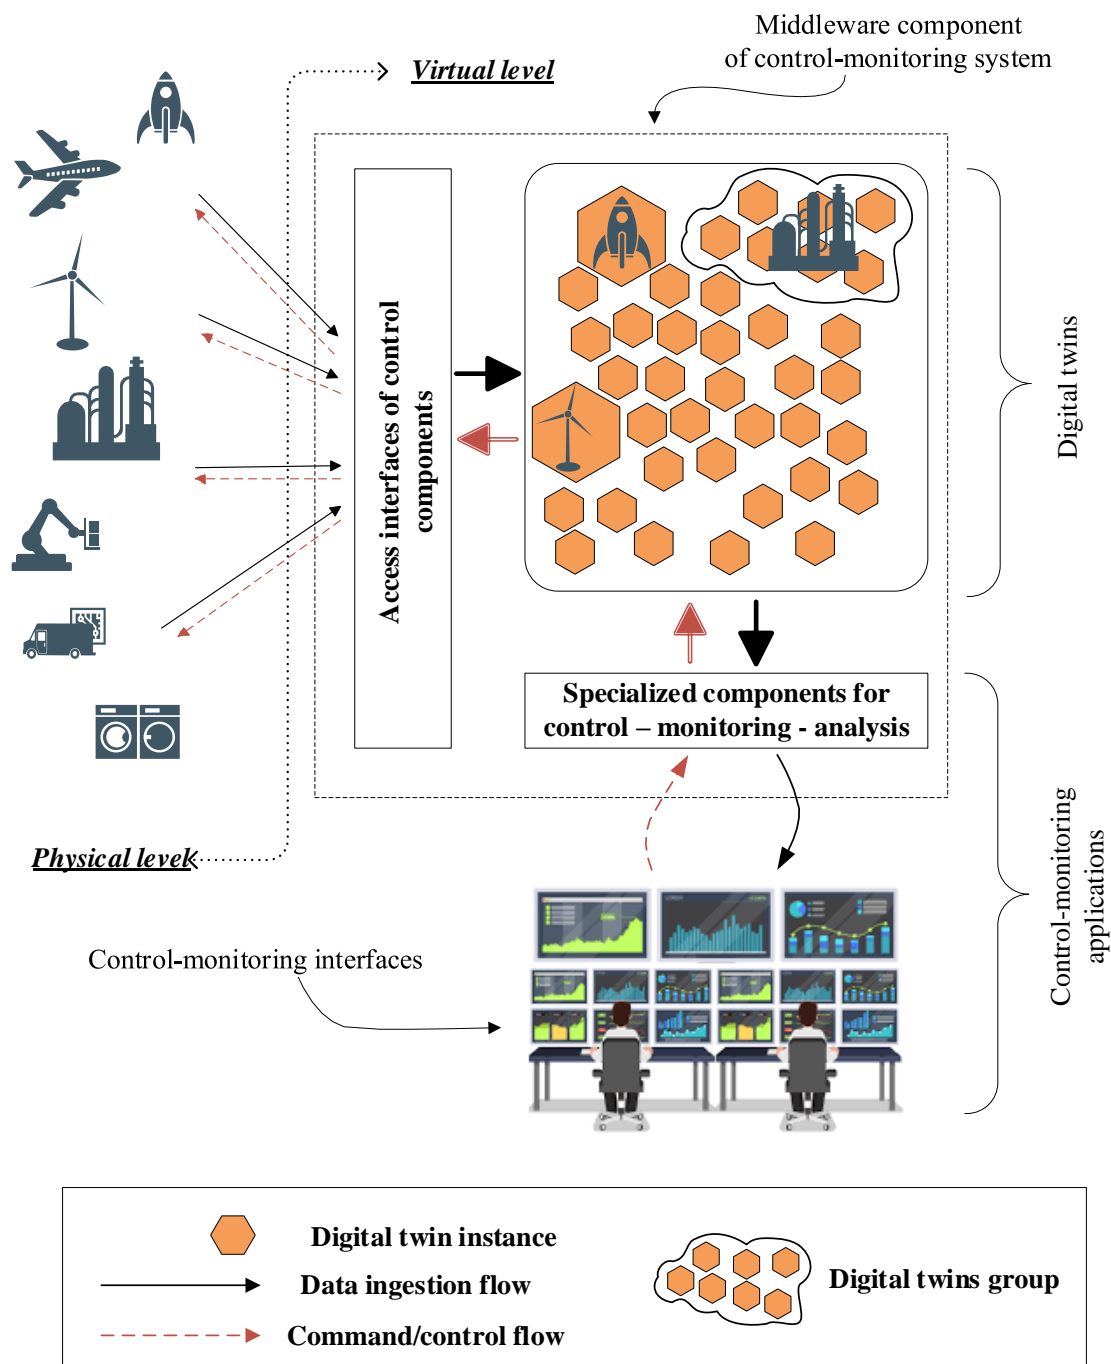 Middleware component
of control-monitoring system
Virtual level
Access interfaces of control
components
Digital twins
Specialized components for
control – monitoring - analysis
Physical level
Control-monitoring
applications
Control-monitoring interfaces
Digital twin instance
Data ingestion flow
Command/control flow
Digital twins group